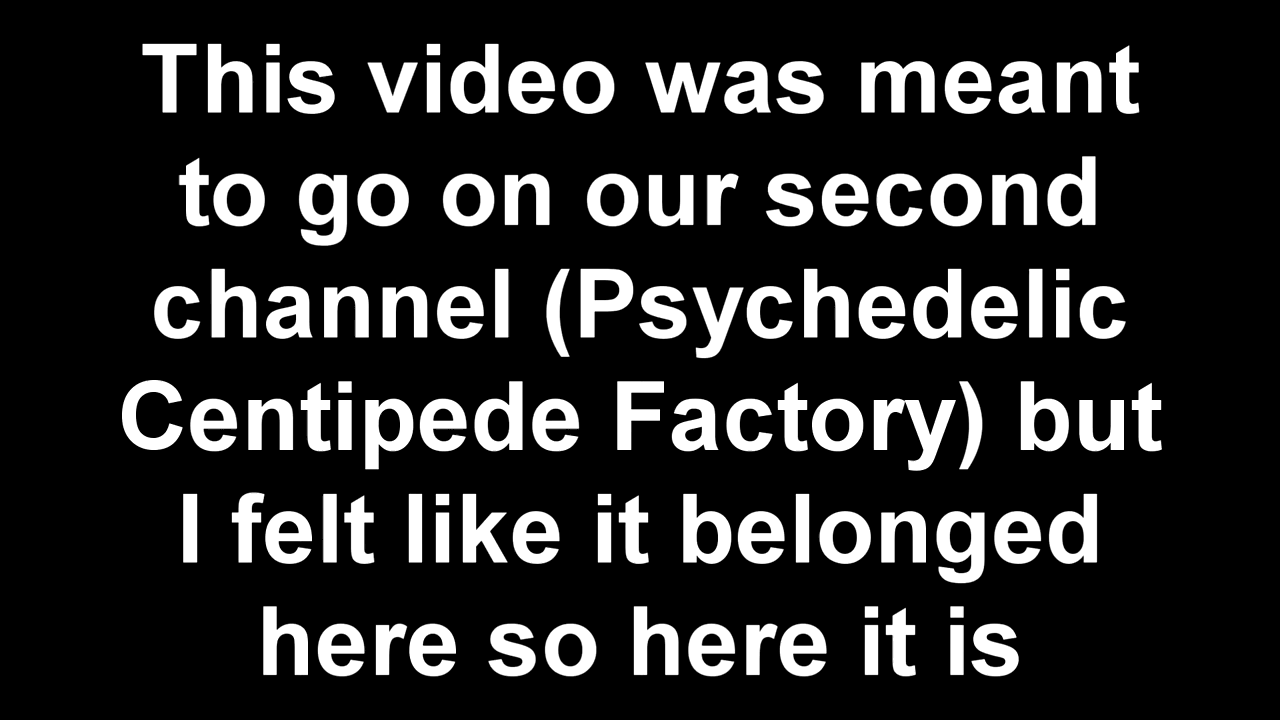 This video was meant
to go on our second
channel (Psychedelic
Centipede Factory) but
I felt like it belonged
here so here it is